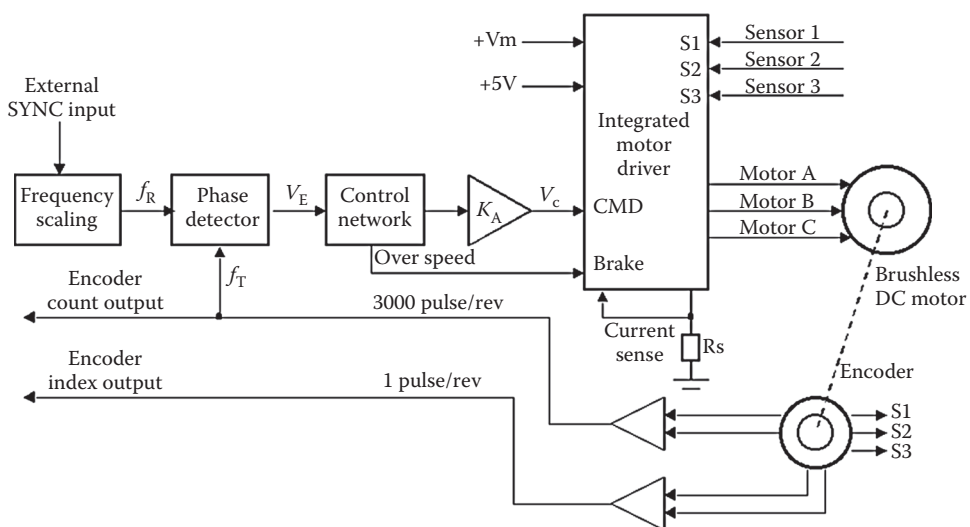 +Vm
+5V
S1
S2
S3
Sensor 1
Sensor 2
Sensor 3
Integrated
motor
driver
External
SYNC input
Frequency
scaling
fR
Phase
detector
VE
Control
network
KA
Vc
CMD
Motor A
Motor B
Motor C
Over speed
Brake
fT
Encoder
count output
3000 pulse/rev
Brushless
DC motor
Current
sense
Rs
Encoder
index output
1 pulse/rev
Encoder
S1
S2
S3